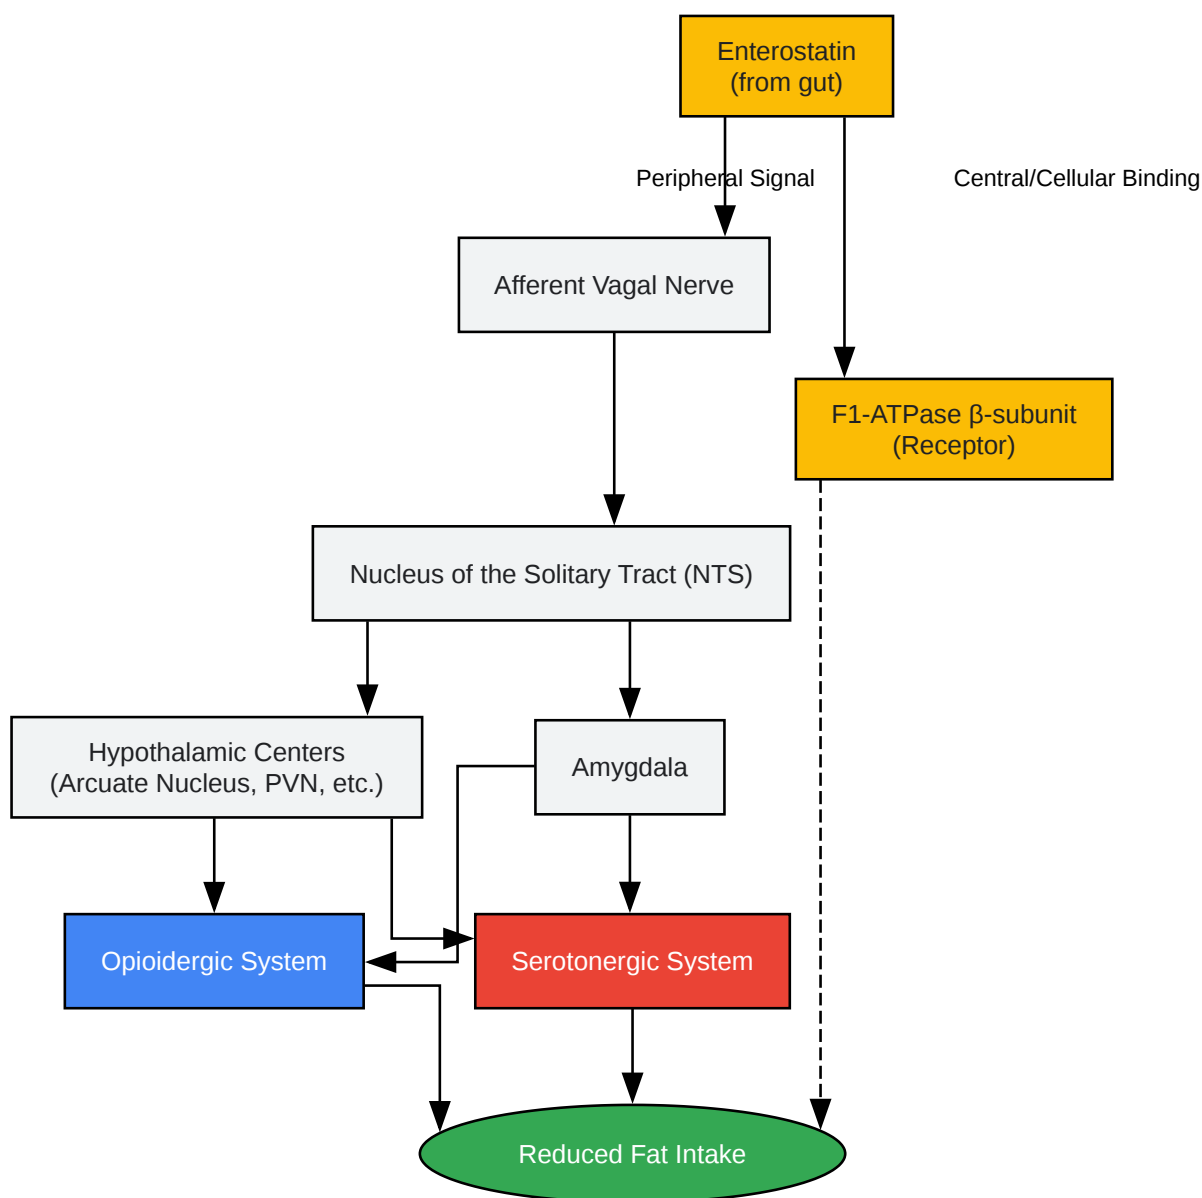 Enterostatin
(from gut)
Peripheral Signal
Central/Cellular Binding
Afferent Vagal Nerve
F1-ATPase β-subunit
(Receptor)
Nucleus of the Solitary Tract (NTS)
Hypothalamic Centers
(Arcuate Nucleus, PVN, etc.)
Amygdala
Opioidergic System
Serotonergic System
Reduced Fat Intake